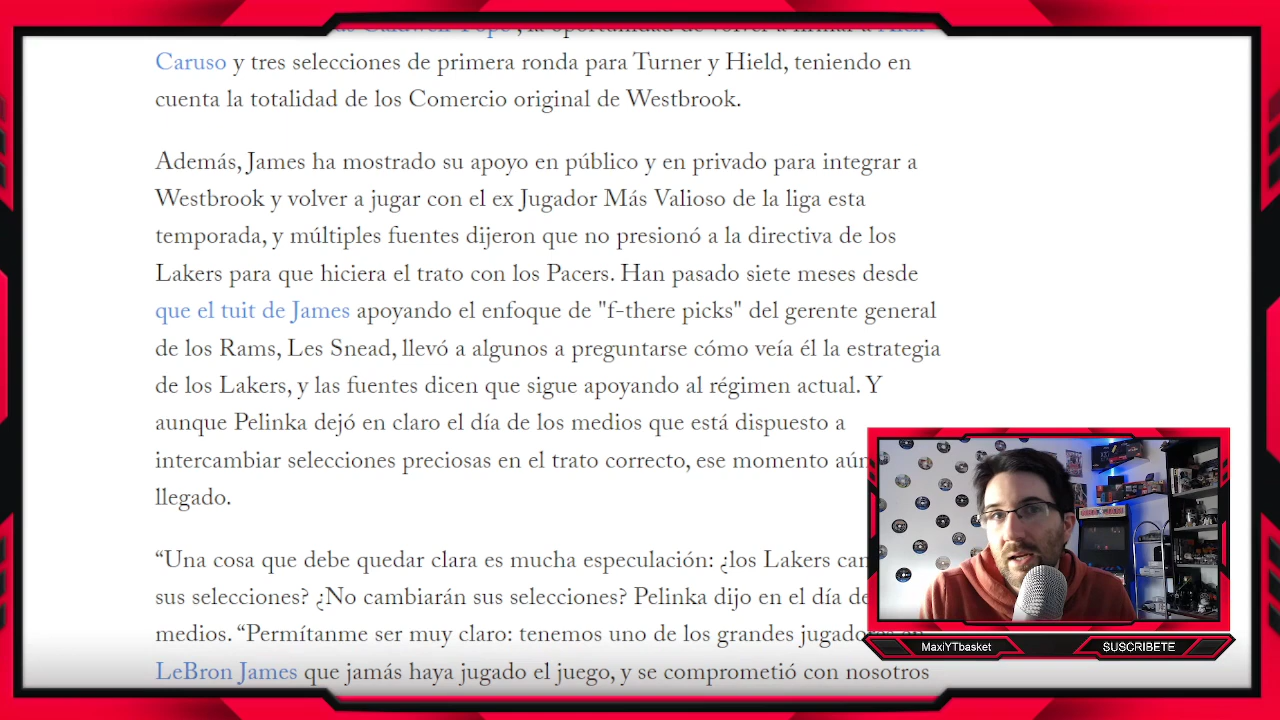 Caldwell-Pope", la oportunidad de volver a firmar a Alex
Caruso y tres selecciones de primera ronda para Turner y Hield, teniendo en
cuenta la totalidad de los Comercio original de Westbrook.
Además, James ha mostrado su apoyo en público y en privado para integrar a
Westbrook y volver a jugar con el ex Jugador Más Valioso de la liga esta
temporada, y múltiples fuentes dijeron que no presionó a la directiva de los
Lakers para que hiciera el trato con los Pacers. Han pasado siete meses desde
que el tuit de James apoyando el enfoque de "f-there picks" del gerente general
de los Rams, Les Snead, llevó a algunos a preguntarse cómo veía él la estrategia
de los Lakers, y las fuentes dicen que sigue apoyando al régimen actual. Y
aunque Pelinka dejó en claro el día de los medios que está dispuesto a
intercambiar selecciones preciosas en el trato correcto, ese momento aún
llegado.
“Una cosa que debe quedar clara es mucha especulación: ¿los Lakers
sus selecciones? ¿No cambiarán sus selecciones? Pelinka dijo en el día
medios. “Permítanme ser muy claro: tenemos uno de los grandes jugadores en
LeBron James que jamás haya jugado el juego, y se comprometió con nosotros
MaxiYTbasket
SUSCRIBETE